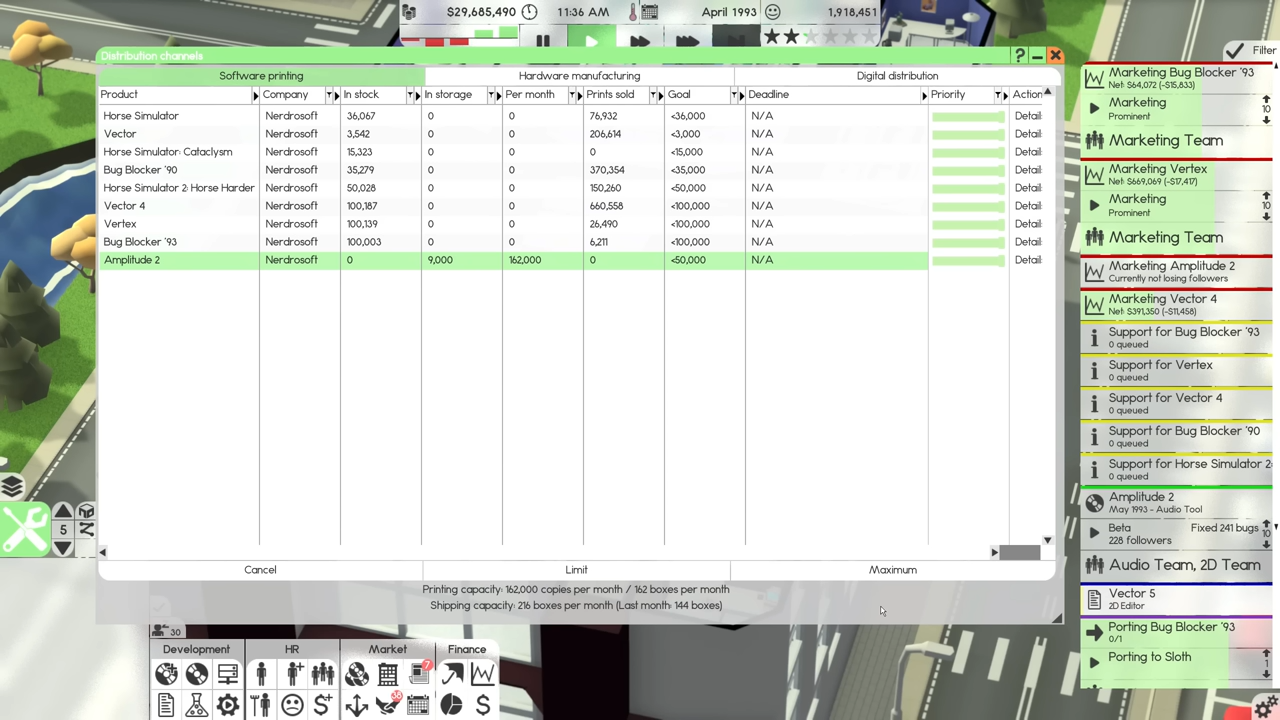 $29,685,490 11:36 AM April 1993 1,918,451
Distribution channels
?
Filter
Software printing Hardware manufacturing Digital distribution
Product Company In stock In storage Per month Prints sold Goal Deadline Priority Action
Horse Simulator Nerdrosoft 36,067 0 0 76,932 <36,000 N/A Detail
Vector Nerdrosoft 3,542 0 0 206,614 <3,000 N/A Detail
Horse Simulator: Cataclysm Nerdrosoft 15,323 0 0 0 <15,000 N/A Detail
Bug Blocker '90 Nerdrosoft 35,279 0 0 370,354 <35,000 N/A Detail
Horse Simulator 2: Horse Harder Nerdrosoft 50,028 0 0 150,260 <50,000 N/A Detail
Vector 4 Nerdrosoft 100,187 0 0 660,558 <100,000 N/A Detail
Vertex Nerdrosoft 100,139 0 0 26,490 <100,000 N/A Detail
Bug Blocker '93 Nerdrosoft 100,003 0 0 6,211 <100,000 N/A Detail
Amplitude 2 Nerdrosoft 0 9,000 162,000 0 <50,000 N/A Detail
Cancel Limit Maximum
Printing capacity: 162,000 copies per month / 162 boxes per month
Shipping capacity: 216 boxes per month (Last month: 144 boxes)
Marketing Bug Blocker '93
Net: $64,072 (-$15,833)
Marketing
Prominent
10
Marketing Team
Marketing Vertex
Net: $669,069 (-$17,417)
Marketing
Prominent
10
Marketing Team
Marketing Amplitude 2
Currently not losing followers
Marketing Vector 4
Net: $391,350 (-$11,458)
Support for Bug Blocker '93
0 queued
Support for Vertex
0 queued
Support for Vector 4
0 queued
Support for Bug Blocker '90
0 queued
Support for Horse Simulator 2:
0 queued
Amplitude 2
May 1993 - Audio Tool
Beta Fixed 241 bugs
228 followers
10
Audio Team, 2D Team
Vector 5
2D Editor
Porting Bug Blocker '93
0/1
Porting to Sloth
1
5
30
Development HR Market Finance
7
38